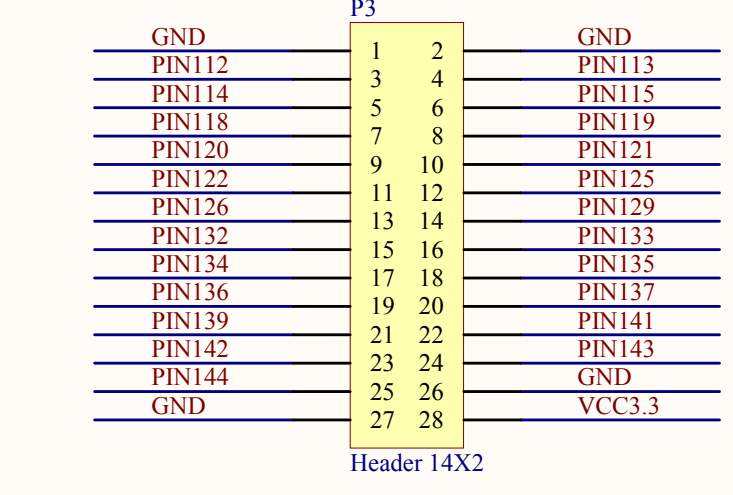 P3
GND 1 2 GND
PIN112 3 4 PIN113
PIN114 5 6 PIN115
PIN118 7 8 PIN119
PIN120 9 10 PIN121
PIN122 11 12 PIN125
PIN126 13 14 PIN129
PIN132 15 16 PIN133
PIN134 17 18 PIN135
PIN136 19 20 PIN137
PIN139 21 22 PIN141
PIN142 23 24 PIN143
PIN144 25 26 GND
GND 27 28 VCC3.3
Header 14X2